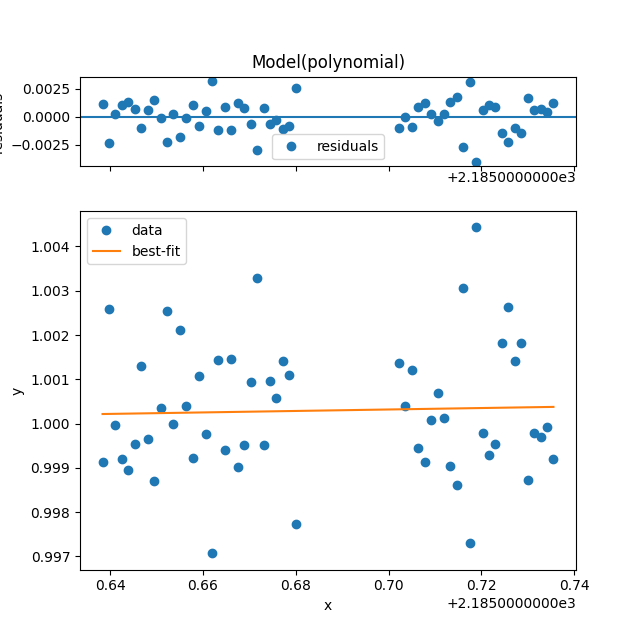 Model(polynomial)
0.0025
0.0000
−0.0025
residuals
+2.1850000000e3
data
best-fit
1.004
1.003
1.002
1.001
1.000
0.999
0.998
0.997
y
0.64 0.66 0.68 0.70 0.72 0.74
x
+2.1850000000e3